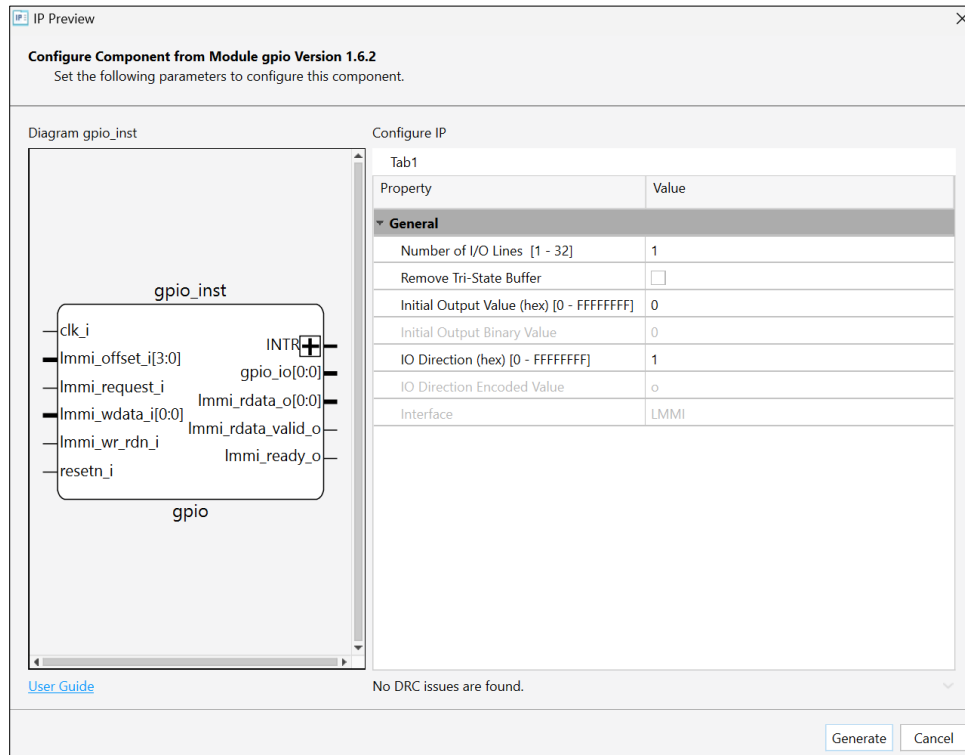 IP Preview
Configure Component from Module gpio Version 1.6.2
Set the following parameters to configure this component.
Diagram gpio_inst
gpio_inst
clk_i
lmmi_offset_i[3:0]
lmmi_request_i
lmmi_wdata_i[0:0]
lmmi_wr_rdn_i
resetn_i
INTR
gpio_io[0:0]
lmmi_rdata_o[0:0]
lmmi_rdata_valid_o
lmmi_ready_o
gpio
User Guide
Configure IP
Tab1
Property Value
General
Number of I/O Lines [1 - 32] 1
Remove Tri-State Buffer
Initial Output Value (hex) [0 - FFFFFFFF] 0
Initial Output Binary Value 0
IO Direction (hex) [0 - FFFFFFFF] 1
IO Direction Encoded Value o
Interface LMMI
No DRC issues are found.
Generate Cancel